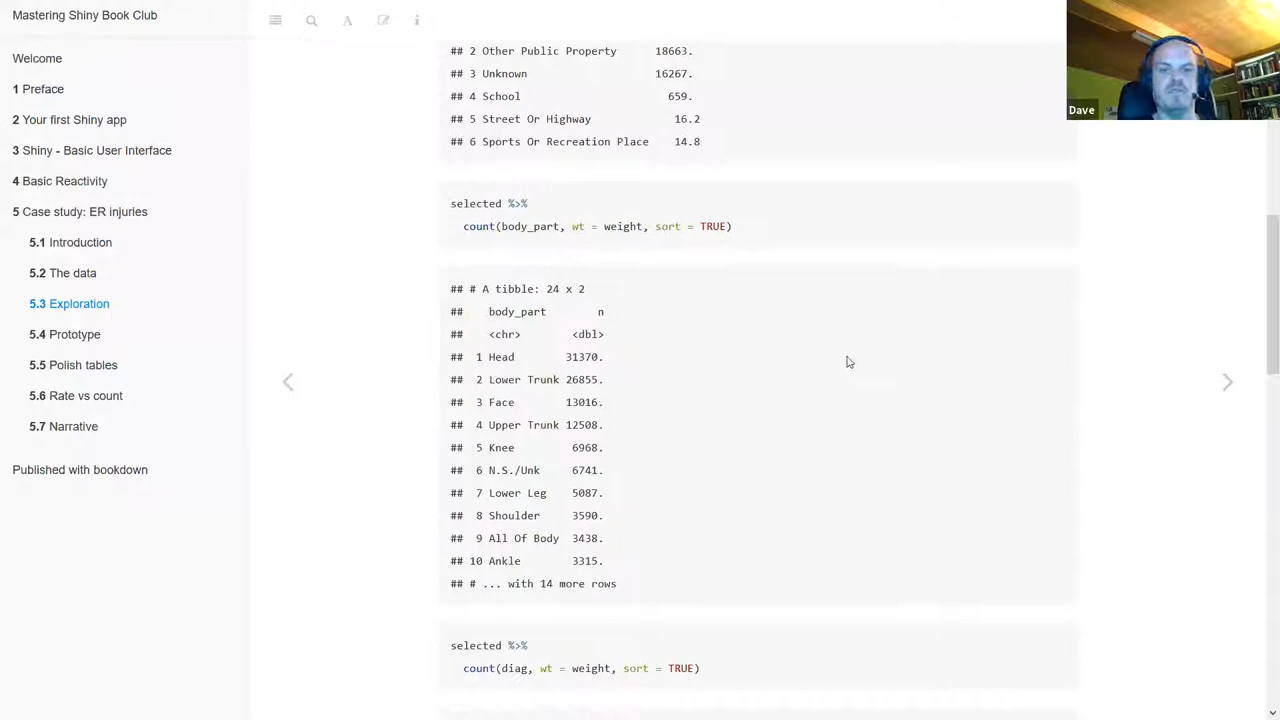 Mastering Shiny Book Club
Welcome
1 Preface
2 Your first Shiny app
3 Shiny - Basic User Interface
4 Basic Reactivity
5 Case study: ER injuries
5.1 Introduction
5.2 The data
5.3 Exploration
5.4 Prototype
5.5 Polish tables
5.6 Rate vs count
5.7 Narrative
Published with bookdown
A
i
## 2 Other Public Property 18663.
## 3 Unknown 16267.
## 4 School 659.
## 5 Street Or Highway 16.2
## 6 Sports Or Recreation Place 14.8
selected %>%
count(body_part, wt = weight, sort = TRUE)
## # A tibble: 24 x 2
## body_part n
## <chr> <dbl>
## 1 Head 31370.
## 2 Lower Trunk 26855.
## 3 Face 13016.
## 4 Upper Trunk 12508.
## 5 Knee 6968.
## 6 N.S./Unk 6741.
## 7 Lower Leg 5087.
## 8 Shoulder 3590.
## 9 All Of Body 3438.
## 10 Ankle 3315.
## # ... with 14 more rows
selected %>%
count(diag, wt = weight, sort = TRUE)
Dave